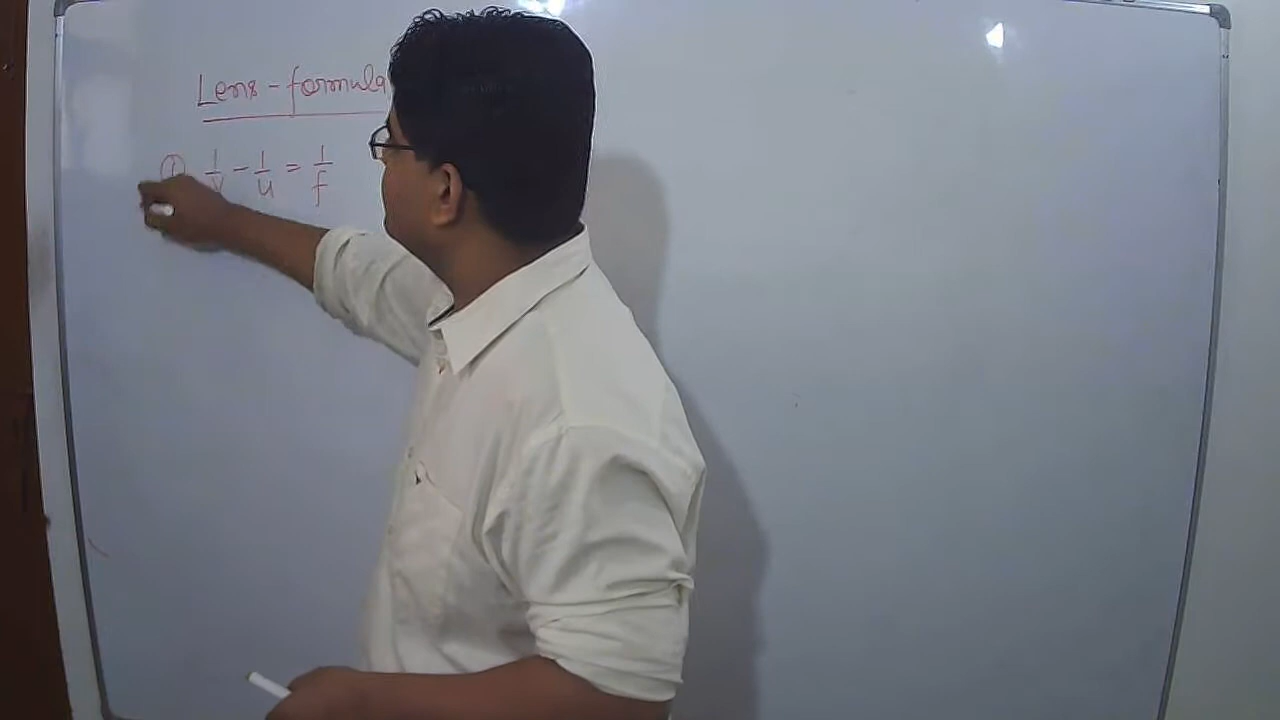 Lens - formula
① 1/v - 1/u = 1/f